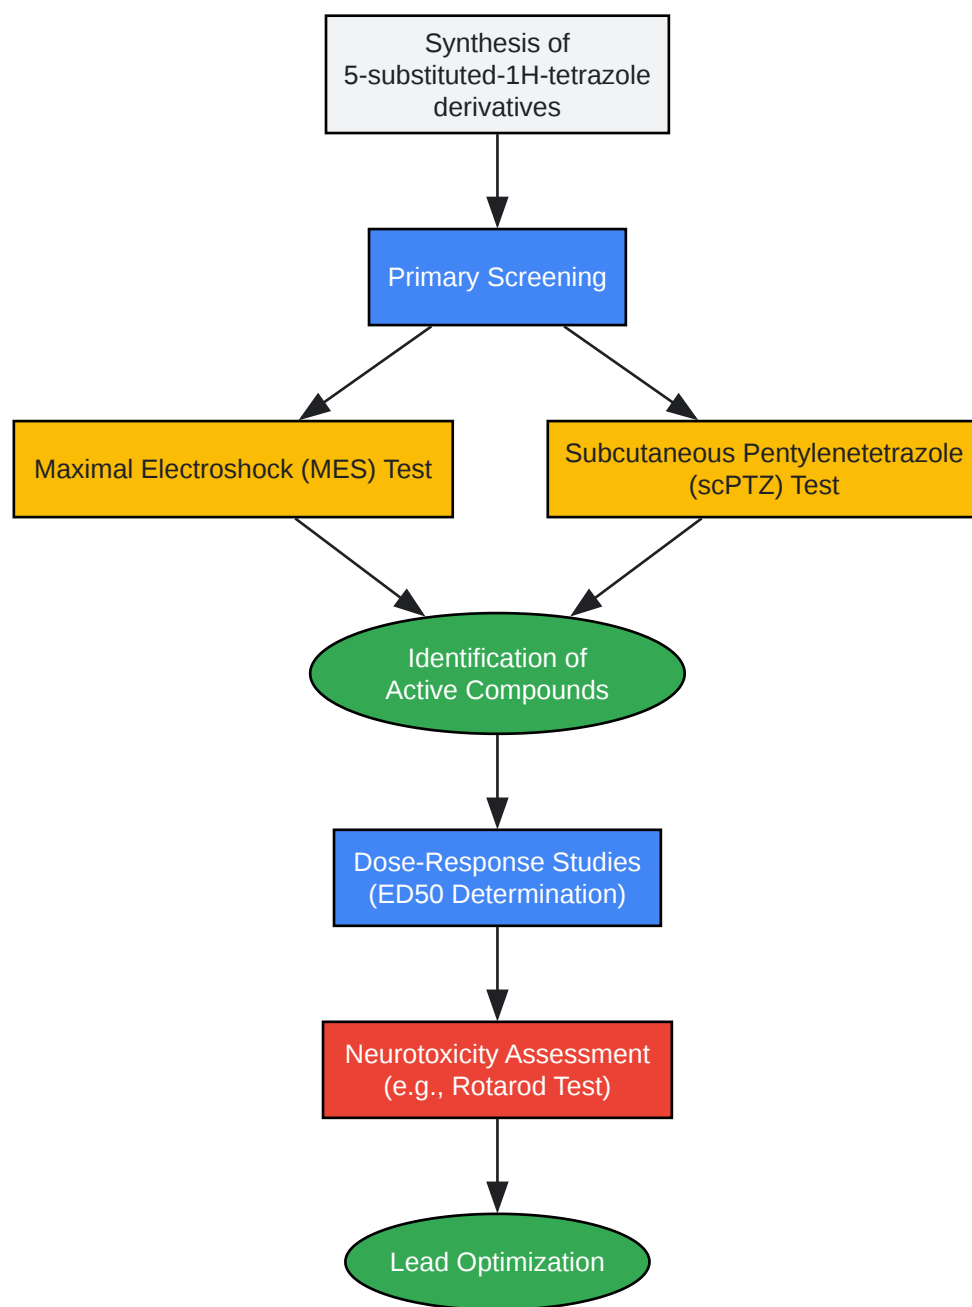 Synthesis of
5-substituted-1H-tetrazole
derivatives
Primary Screening
Maximal Electroshock (MES) Test
Subcutaneous Pentylenetetrazole
(scPTZ) Test
Identification of
Active Compounds
Dose-Response Studies
(ED50 Determination)
Neurotoxicity Assessment
(e.g., Rotarod Test)
Lead Optimization